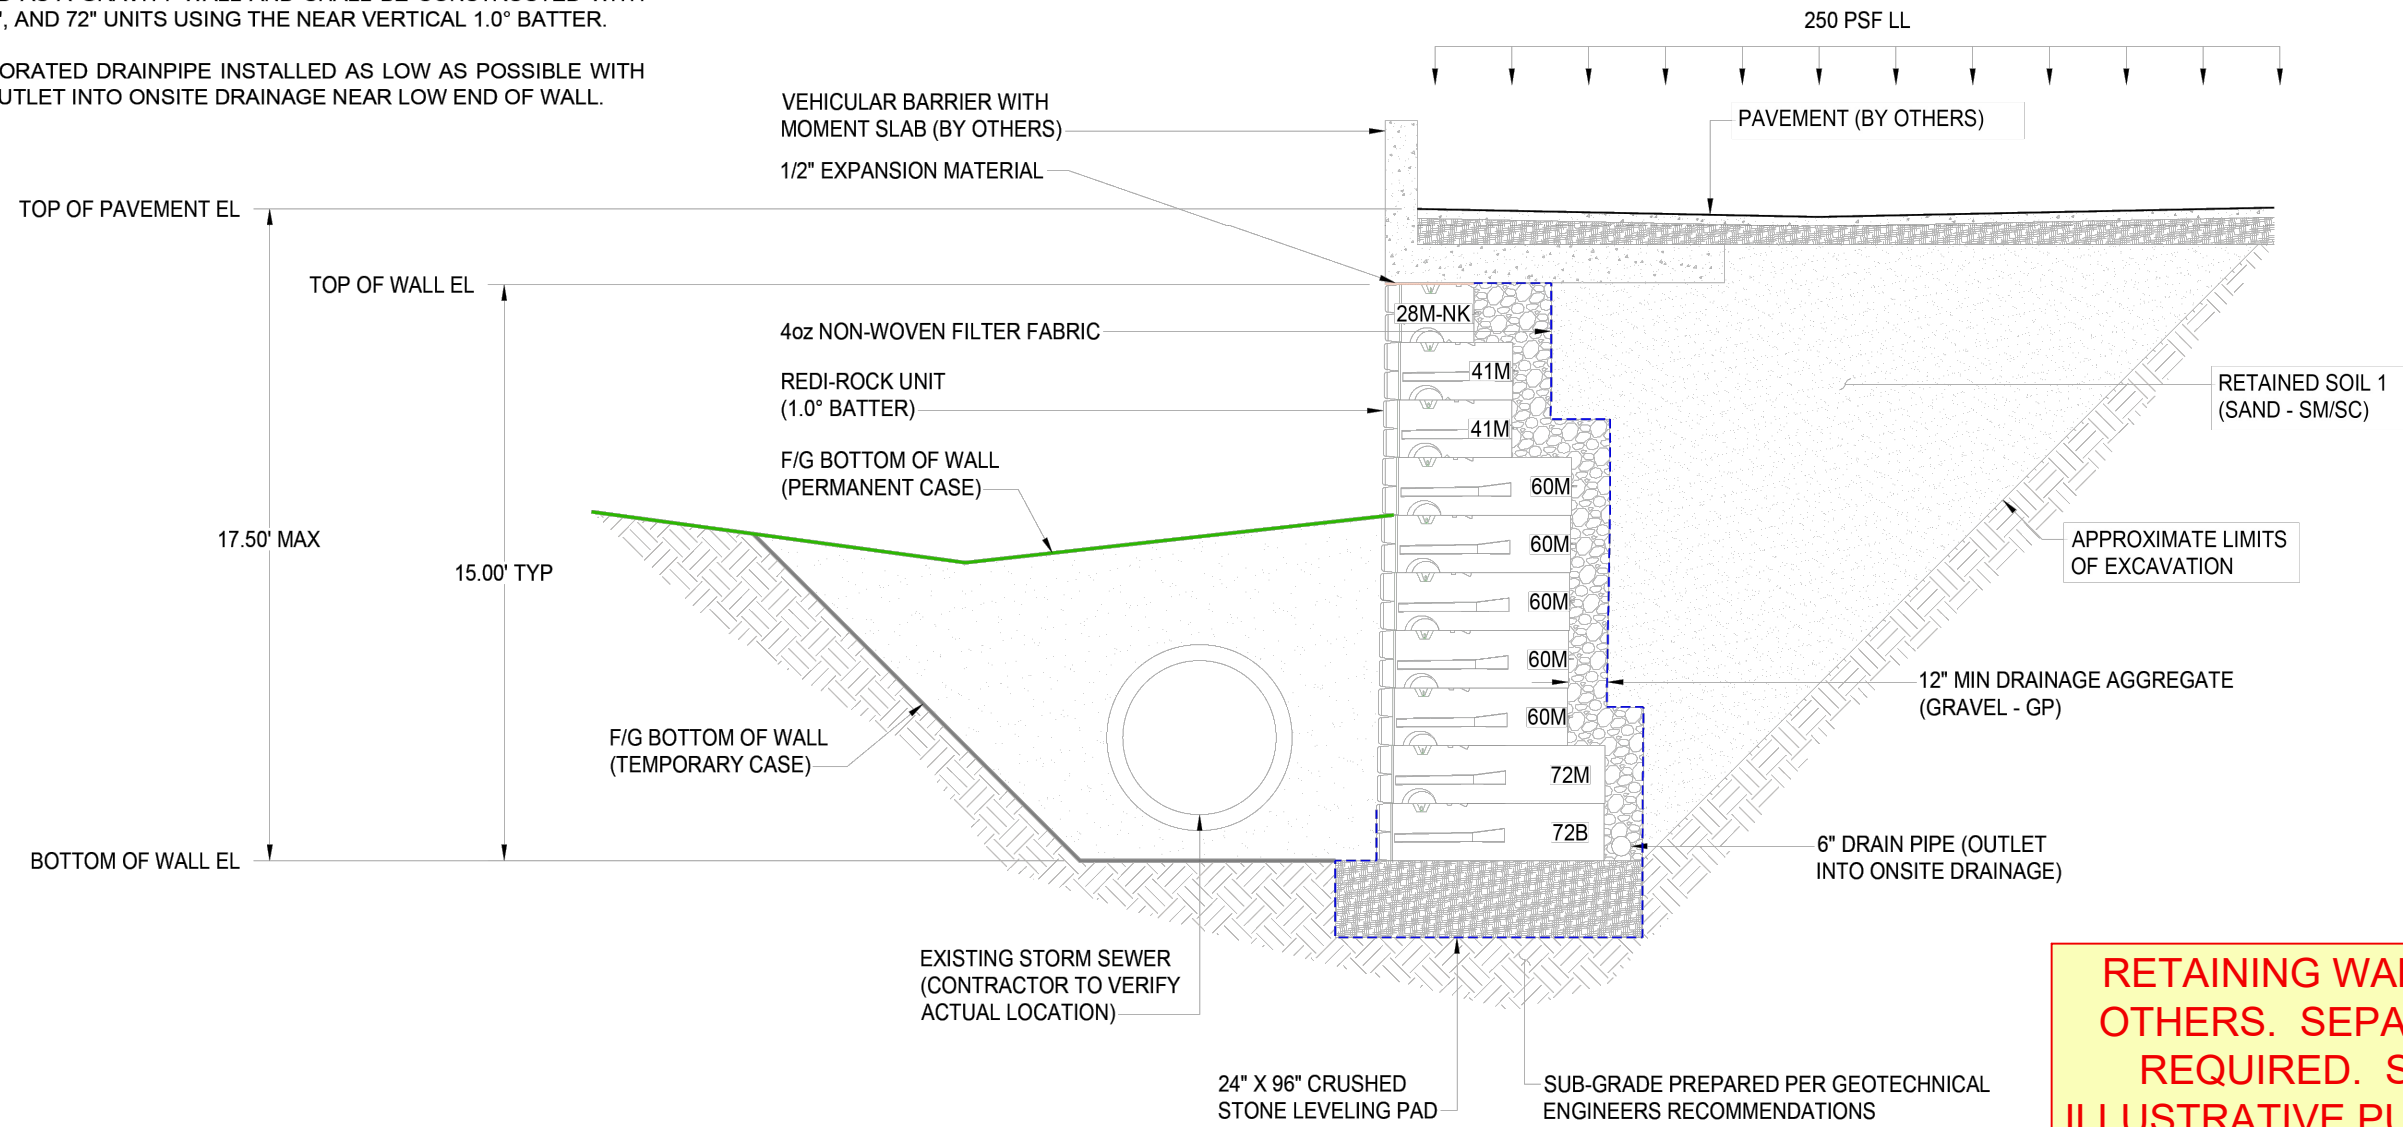 ", AND 72" UNITS USING THE NEAR VERTICAL 1.0° BATTER.
ORATED DRAINPIPE INSTALLED AS LOW AS POSSIBLE WITH
UTLET INTO ONSITE DRAINAGE NEAR LOW END OF WALL.
250 PSF LL
VEHICULAR BARRIER WITH
MOMENT SLAB (BY OTHERS)
PAVEMENT (BY OTHERS)
1/2" EXPANSION MATERIAL
TOP OF PAVEMENT EL
TOP OF WALL EL
28M-NK
4oz NON-WOVEN FILTER FABRIC
41M
REDI-ROCK UNIT
(1.0° BATTER)
RETAINED SOIL 1
(SAND - SM/SC)
41M
F/G BOTTOM OF WALL
(PERMANENT CASE)
60M
17.50' MAX
60M
APPROXIMATE LIMITS
OF EXCAVATION
15.00' TYP
60M
60M
12" MIN DRAINAGE AGGREGATE
(GRAVEL - GP)
60M
F/G BOTTOM OF WALL
(TEMPORARY CASE)
72M
72B
6" DRAIN PIPE (OUTLET
INTO ONSITE DRAINAGE)
BOTTOM OF WALL EL
EXISTING STORM SEWER
(CONTRACTOR TO VERIFY
ACTUAL LOCATION)
24" X 96" CRUSHED
STONE LEVELING PAD
SUB-GRADE PREPARED PER GEOTECHNICAL
ENGINEERS RECOMMENDATIONS
RETAINING WAL
OTHERS. SEPA
REQUIRED. S
ILLUSTRATIVE PU